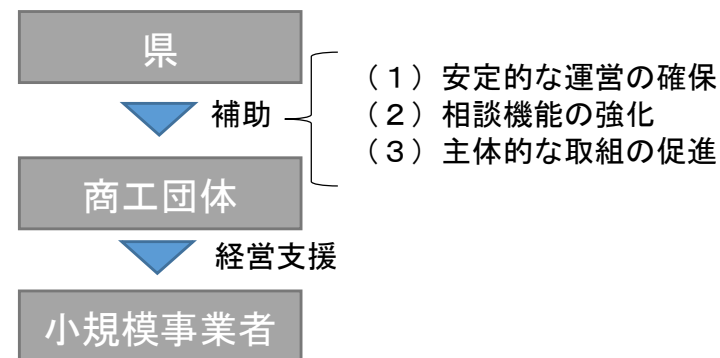 県
補助
（１）安定的な運営の確保
（２）相談機能の強化
（３）主体的な取組の促進
商工団体
経営支援
小規模事業者